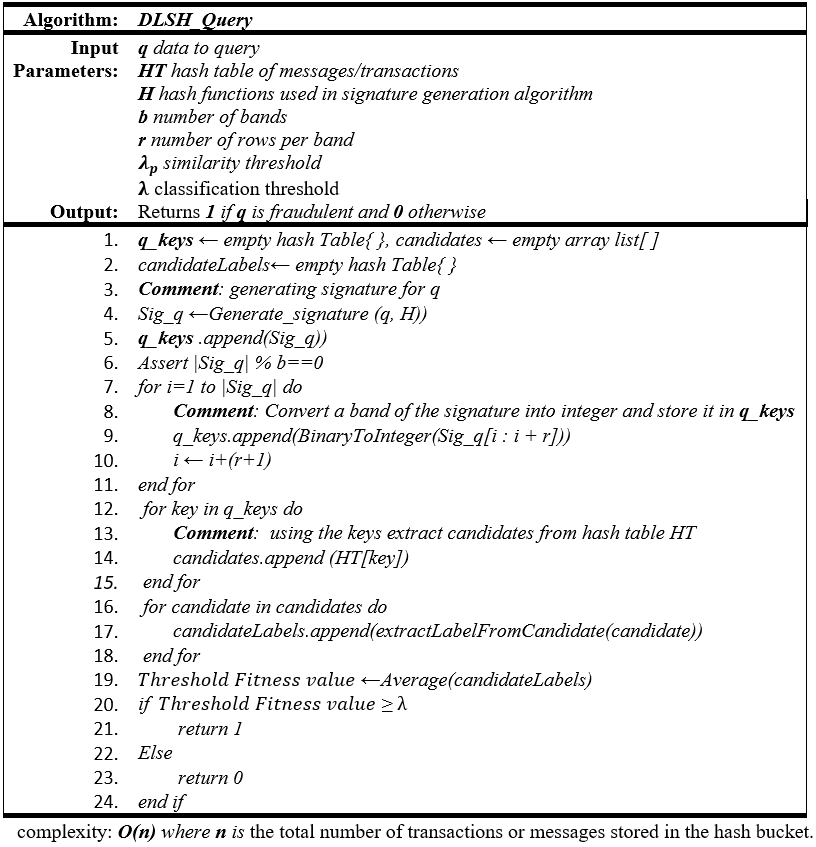 Algorithm: DLSH_Query
Input q data to query
Parameters: HT hash table of messages/transactions
H hash functions used in signature generation algorithm
b number of bands
r number of rows per band
λp similarity threshold
λ classification threshold
Output: Returns 1 if q is fraudulent and 0 otherwise
1. q_keys ← empty hash Table{ }, candidates ← empty array list[ ]
2. candidateLabels← empty hash Table{ }
3. Comment: generating signature for q
4. Sig_q ←Generate_signature (q, H))
5. q_keys .append(Sig_q))
6. Assert |Sig_q| % b==0
7. for i=1 to |Sig_q| do
8. Comment: Convert a band of the signature into integer and store it in q_keys
9. q_keys.append(BinaryToInteger(Sig_q[i : i + r]))
10. i ← i+(r+1)
11. end for
12. for key in q_keys do
13. Comment: using the keys extract candidates from hash table HT
14. candidates.append (HT[key])
15. end for
16. for candidate in candidates do
17. candidateLabels.append(extractLabelFromCandidate(candidate))
18. end for
19. Threshold Fitness value ←Average(candidateLabels)
20. if Threshold Fitness value ≥ λ
21. return 1
22. Else
23. return 0
24. end if
complexity: O(n) where n is the total number of transactions or messages stored in the hash bucket.